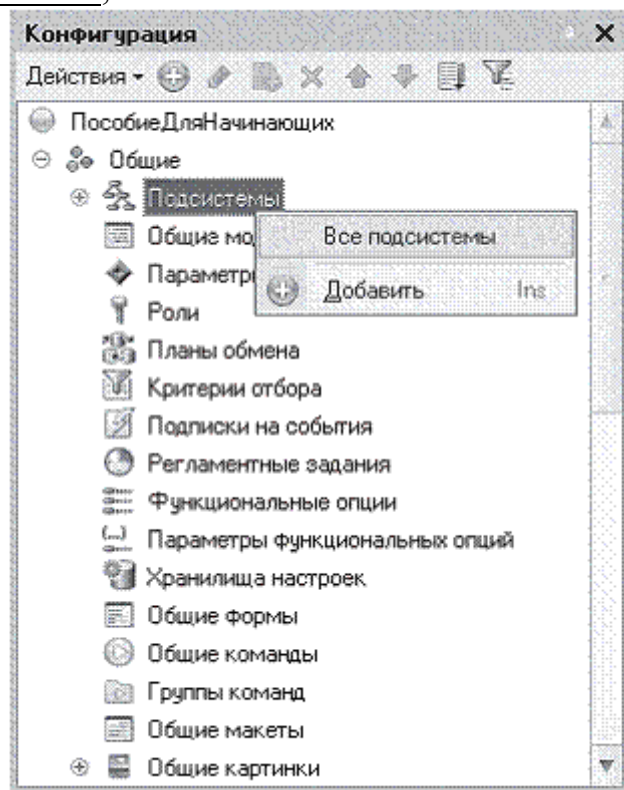 Конфигурация
Действия
ПособиеДляНачинающих
Общие
Подсистемы
Общие мо
Все подсистемы
Параметр
Добавить Ins
Роли
Планы обмена
Критерии отбора
Подписки на события
Регламентные задания
Функциональные опции
Параметры функциональных опций
Хранилища настроек
Общие формы
Общие команды
Группы команд
Общие макеты
Общие картинки